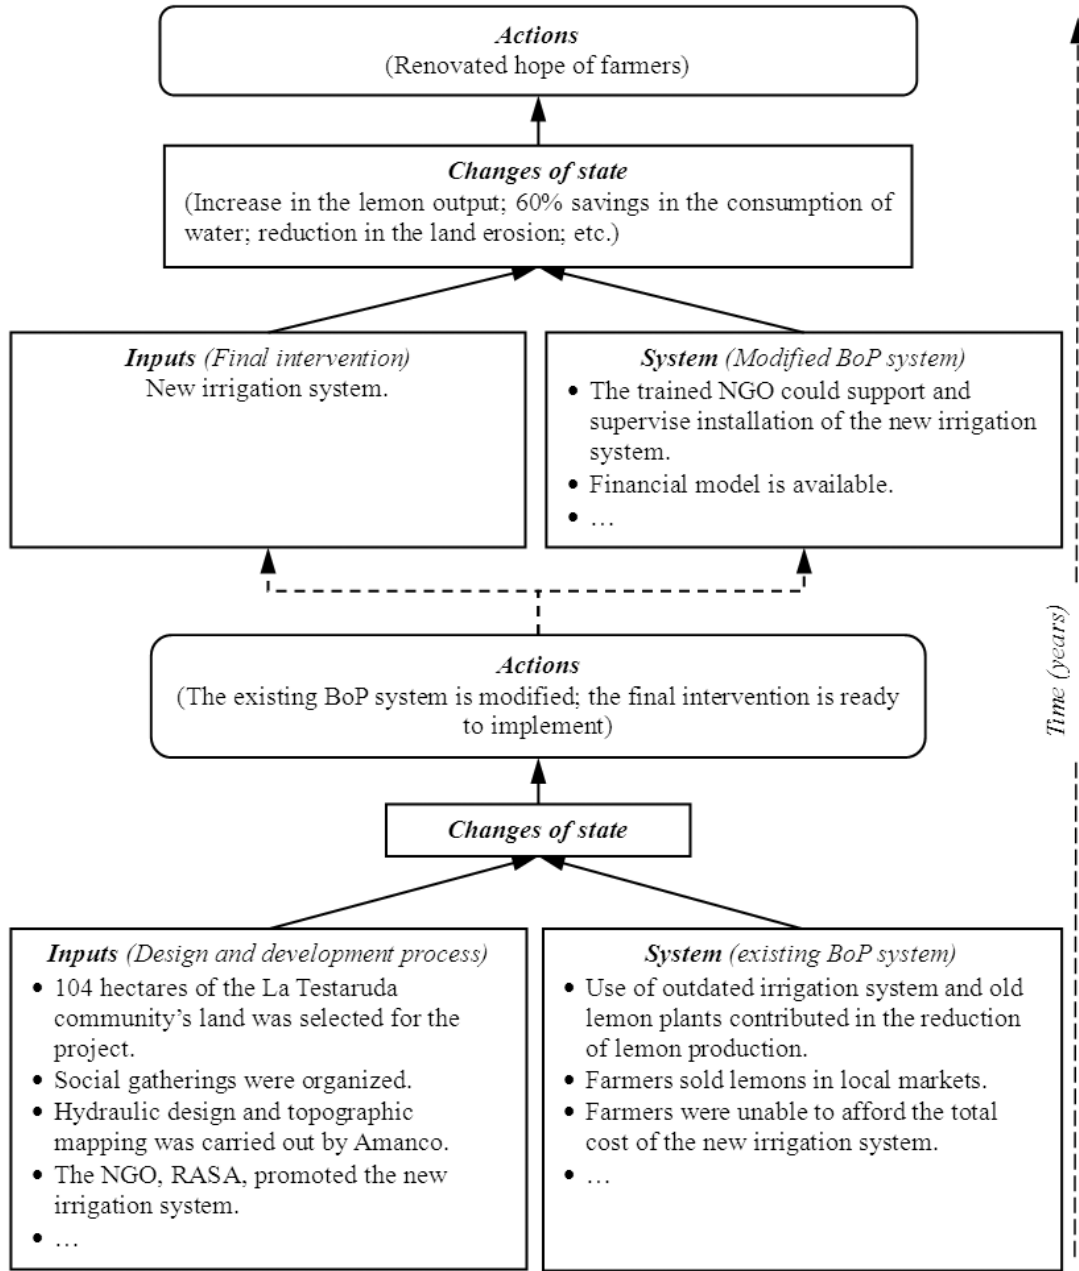 Actions
(Renovated hope of farmers)
Changes of state
(Increase in the lemon output; 60% savings in the consumption of
water; reduction in the land erosion; etc.)
Inputs (Final intervention)
New irrigation system.
System (Modified BoP system)
• The trained NGO could support and
supervise installation of the new irrigation
system.
• Financial model is available.
• …
Actions
(The existing BoP system is modified; the final intervention is ready
to implement)
Time (years)
Changes of state
Inputs (Design and development process)
• 104 hectares of the La Testaruda
community’s land was selected for the
project.
• Social gatherings were organized.
• Hydraulic design and topographic
mapping was carried out by Amanco.
• The NGO, RASA, promoted the new
irrigation system.
• …
System (existing BoP system)
• Use of outdated irrigation system and old
lemon plants contributed in the reduction
of lemon production.
• Farmers sold lemons in local markets.
• Farmers were unable to afford the total
cost of the new irrigation system.
• …